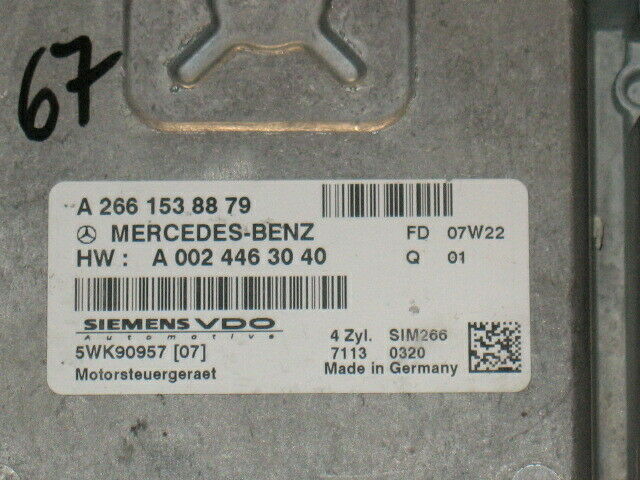 67
A 266 153 88 79
MERCEDES-BENZ
FD 07W22
HW : A 002 446 30 40
Q 01
SIEMENS VDO
Automotive
4 Zyl. SIM266
5WK90957 [07]
7113 0320
Motorsteuergeraet
Made in Germany